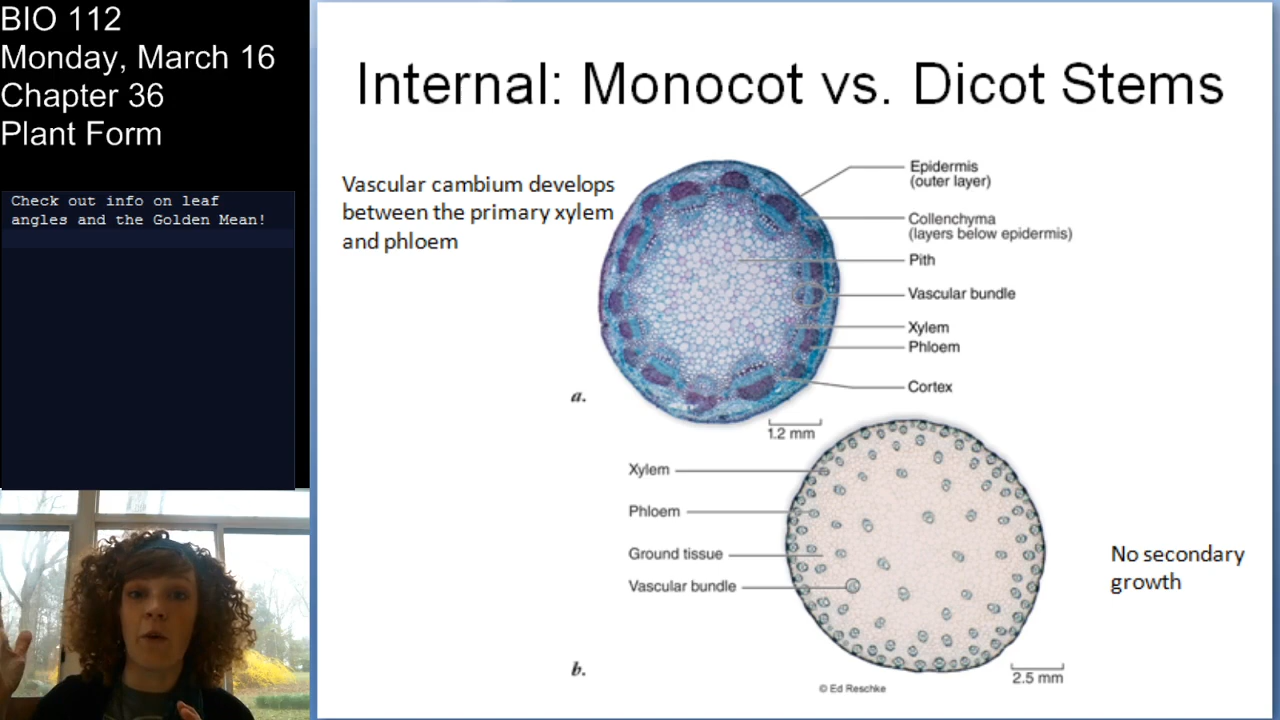 BIO 112
Monday, March 16
Chapter 36
Plant Form
Check out info on leaf
angles and the Golden Mean!
Internal: Monocot vs. Dicot Stems
Vascular cambium develops
between the primary xylem
and phloem
Epidermis
(outer layer)
Collenchyma
(layers below epidermis)
Pith
Vascular bundle
Xylem
Phloem
Cortex
a.
1.2 mm
Xylem
Phloem
Ground tissue
Vascular bundle
No secondary
growth
b.
2.5 mm
© Ed Reschke